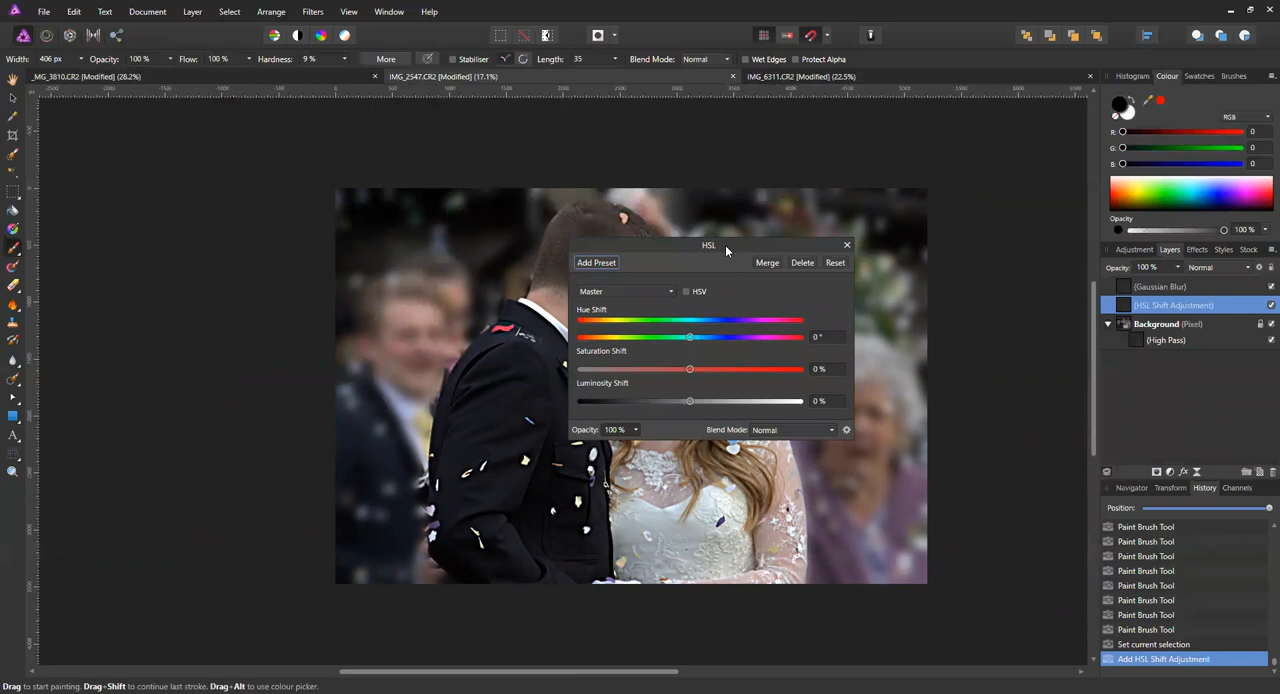 File Edit Text Document Layer Select Arrange Filters View Window Help
Width: 406 px Opacity: 100 % Flow: 100 % Hardness: 9 % More Stabiliser Length: 35 Blend Mode: Normal Wet Edges Protect Alpha
_MG_3810.CR2 [Modified] (28.2%) IMG_2547.CR2 [Modified] (17.1%) IMG_6311.CR2 [Modified] (22.5%)
Histogram Colour Swatches Brushes
RGB
R: 0
G: 0
B: 0
Opacity
100 %
Adjustment Layers Effects Styles Stock
Opacity: 100 % Normal
(Gaussian Blur)
(HSL Shift Adjustment)
Background (Pixel)
(High Pass)
HSL
Add Preset Merge Delete Reset
Master HSV
Hue Shift
0 °
Saturation Shift
0 %
Luminosity Shift
0 %
Opacity: 100 % Blend Mode: Normal
Navigator Transform History Channels
Position:
Paint Brush Tool
Paint Brush Tool
Paint Brush Tool
Paint Brush Tool
Paint Brush Tool
Paint Brush Tool
Paint Brush Tool
Paint Brush Tool
Set current selection
Add HSL Shift Adjustment
Drag to start painting. Drag+Shift to continue last stroke. Drag+Alt to use colour picker.